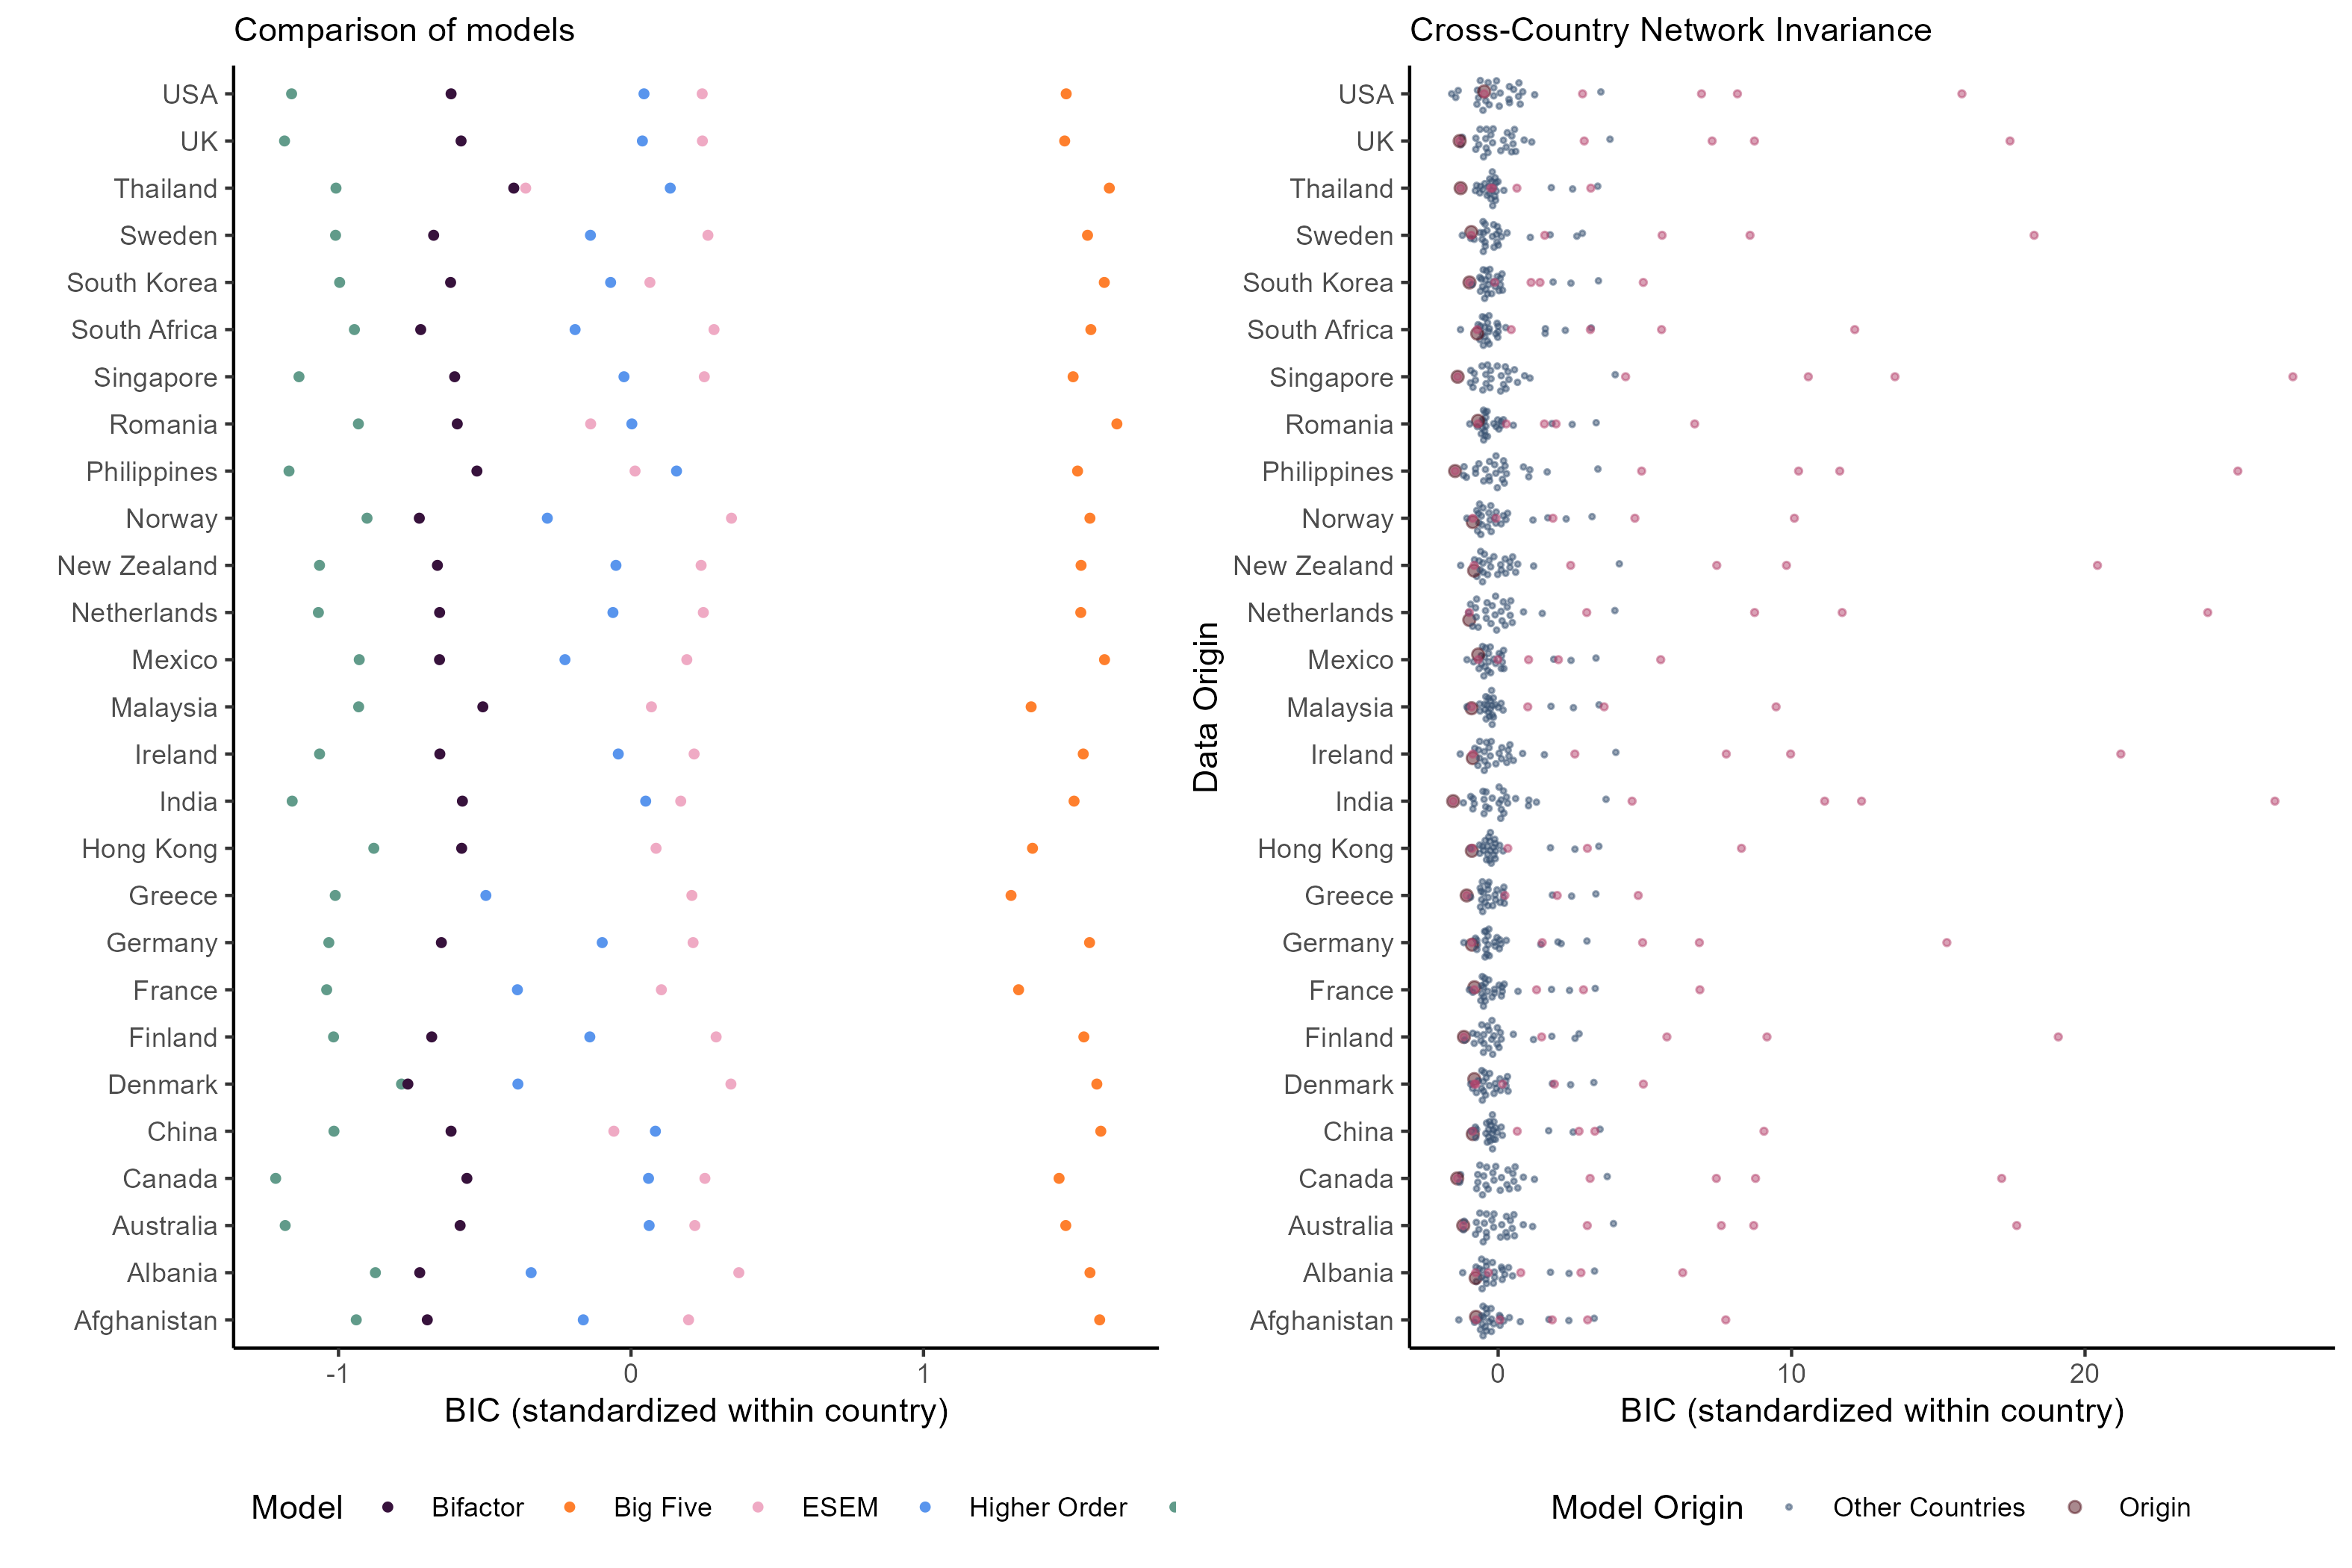 Comparison of models
USA
UK
Thailand
Sweden
South Korea
South Africa
Singapore
Romania
Philippines
Norway
New Zealand
Netherlands
Mexico
Malaysia
Ireland
India
Hong Kong
Greece
Germany
France
Finland
Denmark
China
Canada
Australia
Albania
Afghanistan
-1 0 1
BIC (standardized within country)
Model Bifactor Big Five ESEM Higher Order
Cross-Country Network Invariance
Data Origin
USA
UK
Thailand
Sweden
South Korea
South Africa
Singapore
Romania
Philippines
Norway
New Zealand
Netherlands
Mexico
Malaysia
Ireland
India
Hong Kong
Greece
Germany
France
Finland
Denmark
China
Canada
Australia
Albania
Afghanistan
0 10 20
BIC (standardized within country)
Model Origin Other Countries Origin